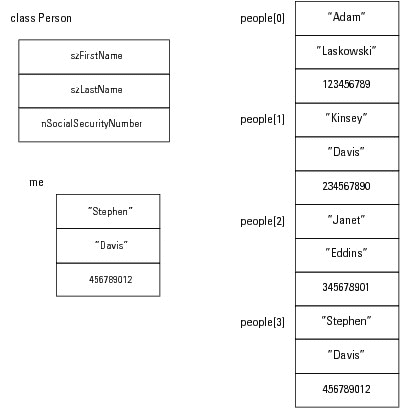 class Person
szFirstName
szLastName
nSocialSecurityNumber
me
"Stephen"
"Davis"
456789012
people[0]
"Adam"
"Laskowski"
123456789
people[1]
"Kinsey"
"Davis"
234567890
people[2]
"Janet"
"Eddins"
345678901
people[3]
"Stephen"
"Davis"
456789012